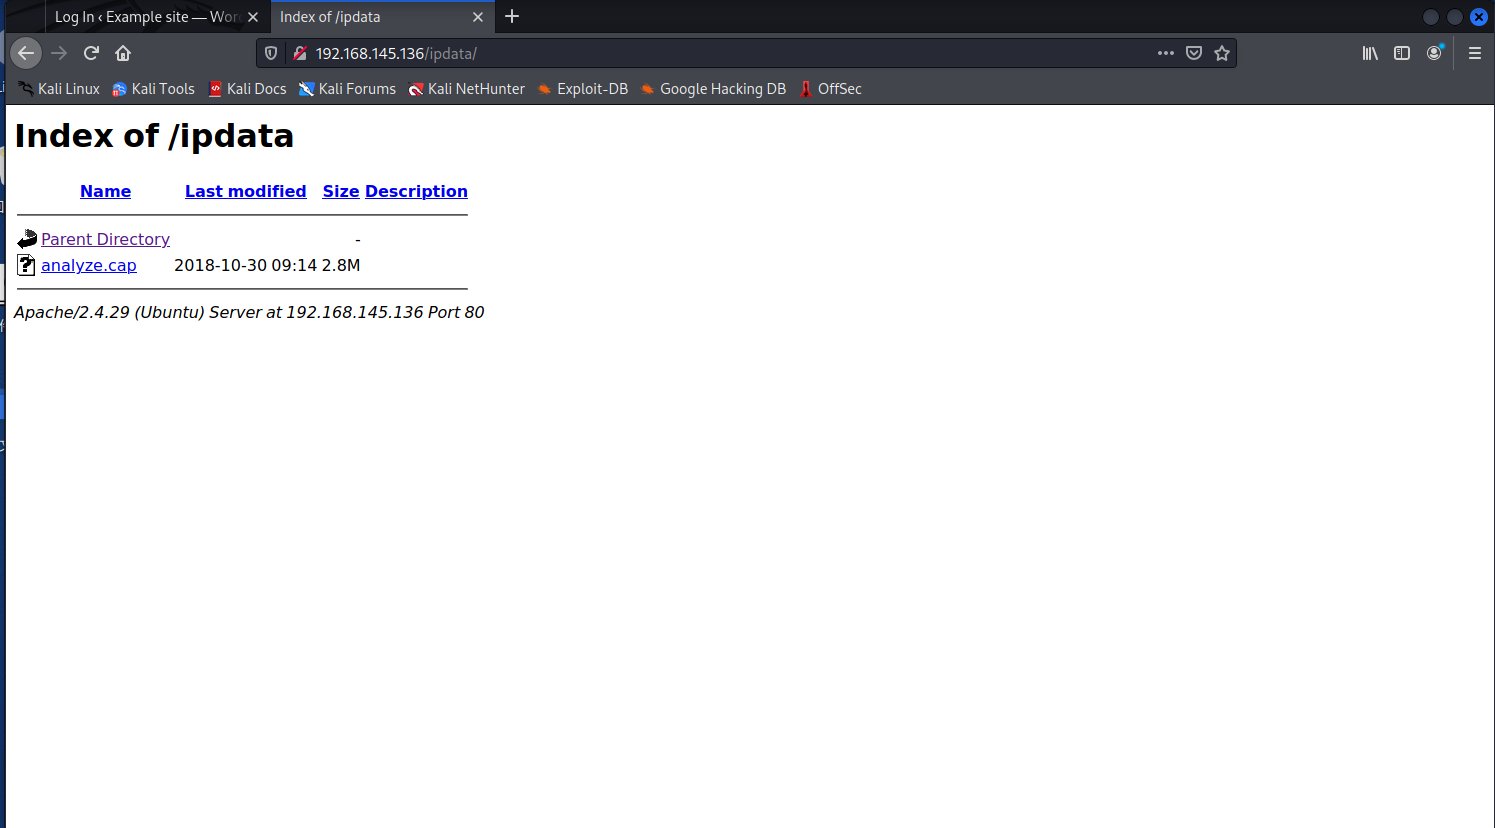 Log In ‹ Example site — Wor
Index of /ipdata
192.168.145.136/ipdata/
Kali Linux Kali Tools Kali Docs Kali Forums Kali NetHunter Exploit-DB Google Hacking DB OffSec
Index of /ipdata
Name Last modified Size Description
Parent Directory -
analyze.cap 2018-10-30 09:14 2.8M
Apache/2.4.29 (Ubuntu) Server at 192.168.145.136 Port 80